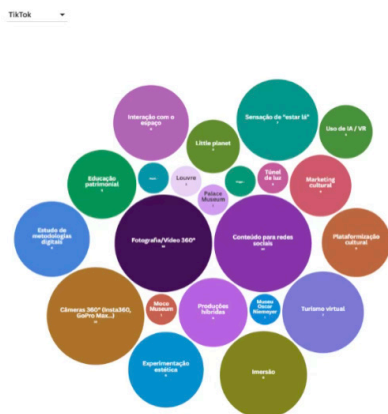 TikTok
Interação com o
espaço
Sensação de "estar lá"
Little planet
Uso de IA / VR
Educação
patrimonial
Louvre
Túnel
de luz
Marketing
cultural
Palace
Museum
Estudo de
metodologias
digitais
Fotografia/Vídeo 360°
Conteúdo para redes
sociais
Plataformização
cultural
Câmeras 360° (Insta360,
GoPro Max...)
Moco
Museum
Produções
híbridas
Museu
Oscar
Niemeyer
Turismo virtual
Experimentação
estética
Imersão